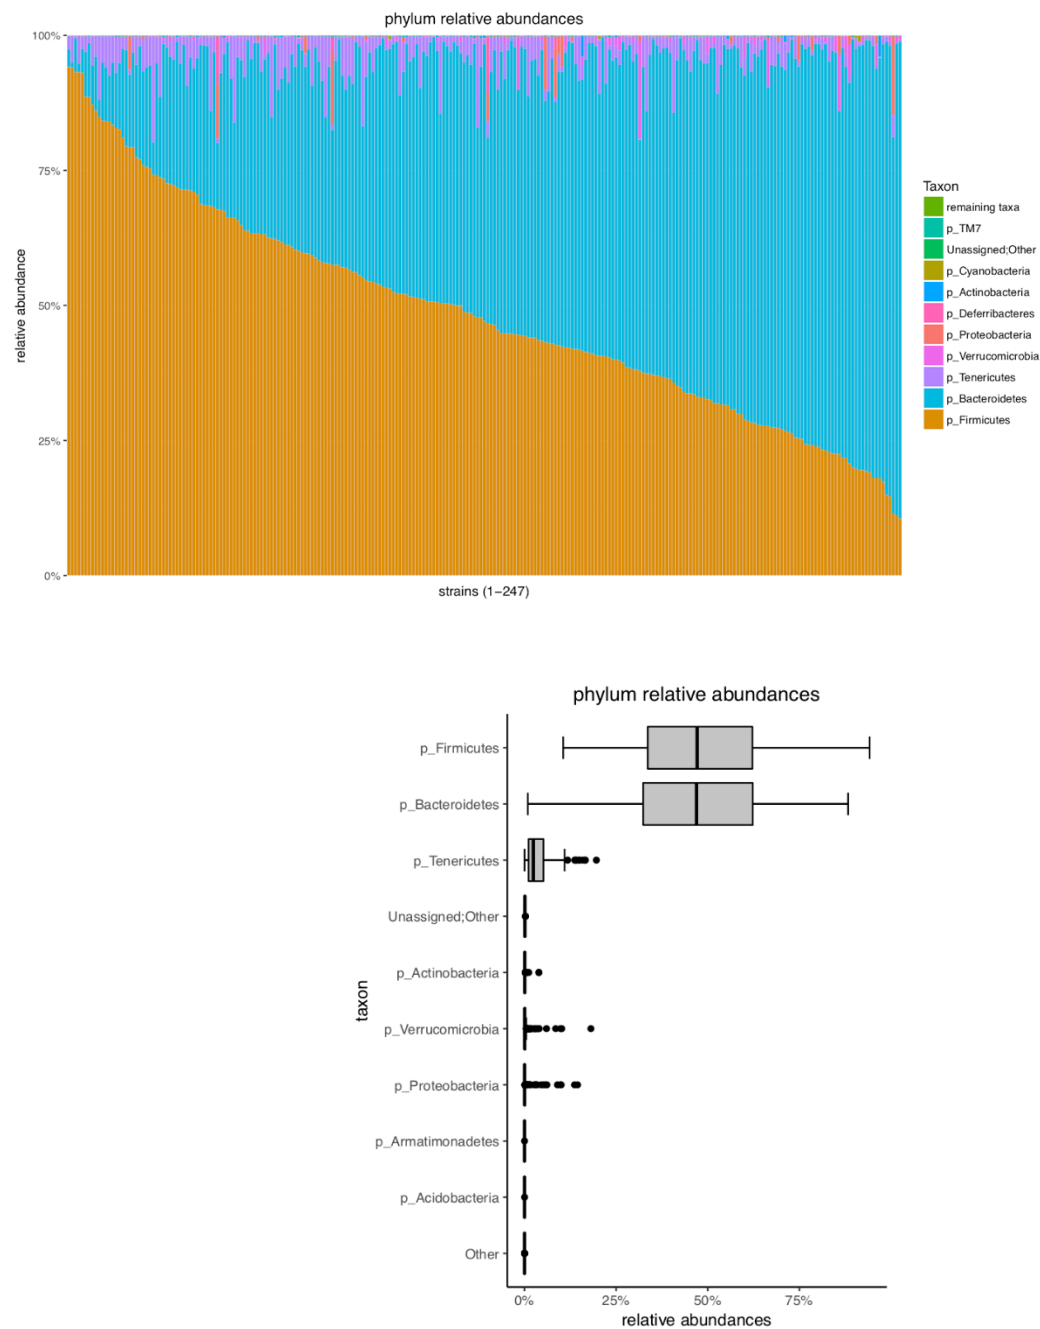 phylum relative abundances
100%
75%
50%
25%
0%
relative abundance
strains (1–247)
Taxon
remaining taxa
p_TM7
Unassigned;Other
p_Cyanobacteria
p_Actinobacteria
p_Deferribacteres
p_Proteobacteria
p_Verrucomicrobia
p_Tenericutes
p_Bacteroidetes
p_Firmicutes
phylum relative abundances
p_Firmicutes
p_Bacteroidetes
p_Tenericutes
Unassigned;Other
p_Actinobacteria
p_Verrucomicrobia
p_Proteobacteria
p_Armatimonadetes
p_Acidobacteria
Other
taxon
0%
25%
50%
75%
relative abundances